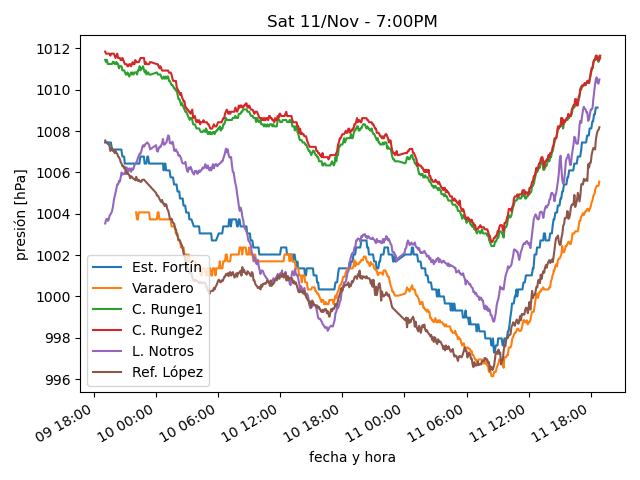 Sat 11/Nov - 7:00PM
presión [hPa]
1012
1010
1008
1006
1004
1002
1000
998
996
Est. Fortín
Varadero
C. Runge1
C. Runge2
L. Notros
Ref. López
09 18:00
10 00:00
10 06:00
10 12:00
10 18:00
11 00:00
11 06:00
11 12:00
11 18:00
fecha y hora